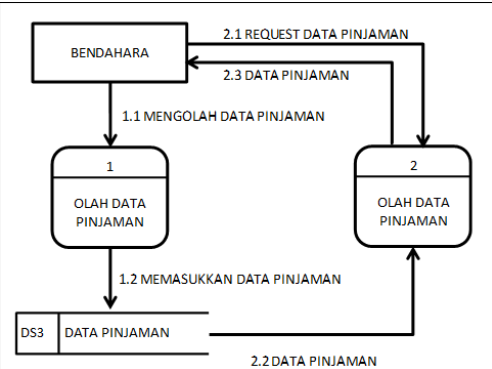 BENDAHARA
2.1 REQUEST DATA PINJAMAN
2.3 DATA PINJAMAN
1.1 MENGOLAH DATA PINJAMAN
1
OLAH DATA
PINJAMAN
2
OLAH DATA
PINJAMAN
1.2 MEMASUKKAN DATA PINJAMAN
DS3
DATA PINJAMAN
2.2 DATA PINJAMAN